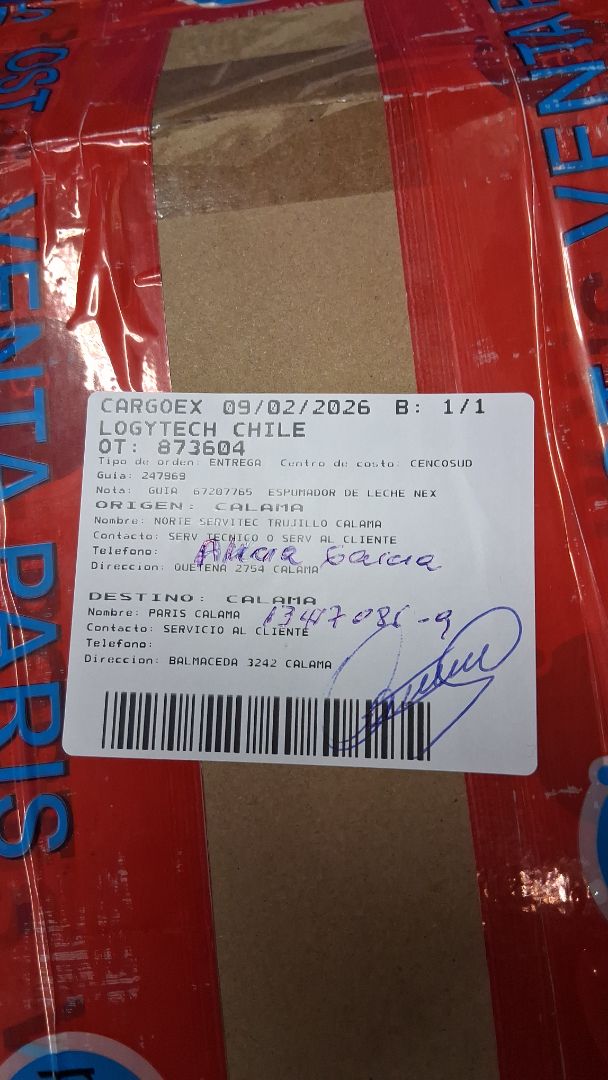 CARGOEX 09/02/2026 B: 1/1
LOGYTECH CHILE
OT: 873604
Tipo de orden: ENTREGA Centro de costo: CENCOSUD
Guia: 247969
Nota: GUIA 67207765 ESPUMADOR DE LECHE NEX
ORIGEN: CALAMA
Nombre: NORTE SERVITEC TRUJILLO CALAMA
Contacto: SERV TECNICO O SERV AL CLIENTE
Telefono:
Direccion: QUETENA 2754 CALAMA
DESTINO: CALAMA
Nombre: PARIS CALAMA
Contacto: SERVICIO AL CLIENTE
Telefono:
Direccion: BALMACEDA 3242 CALAMA
VENTA PARIS
VENTA